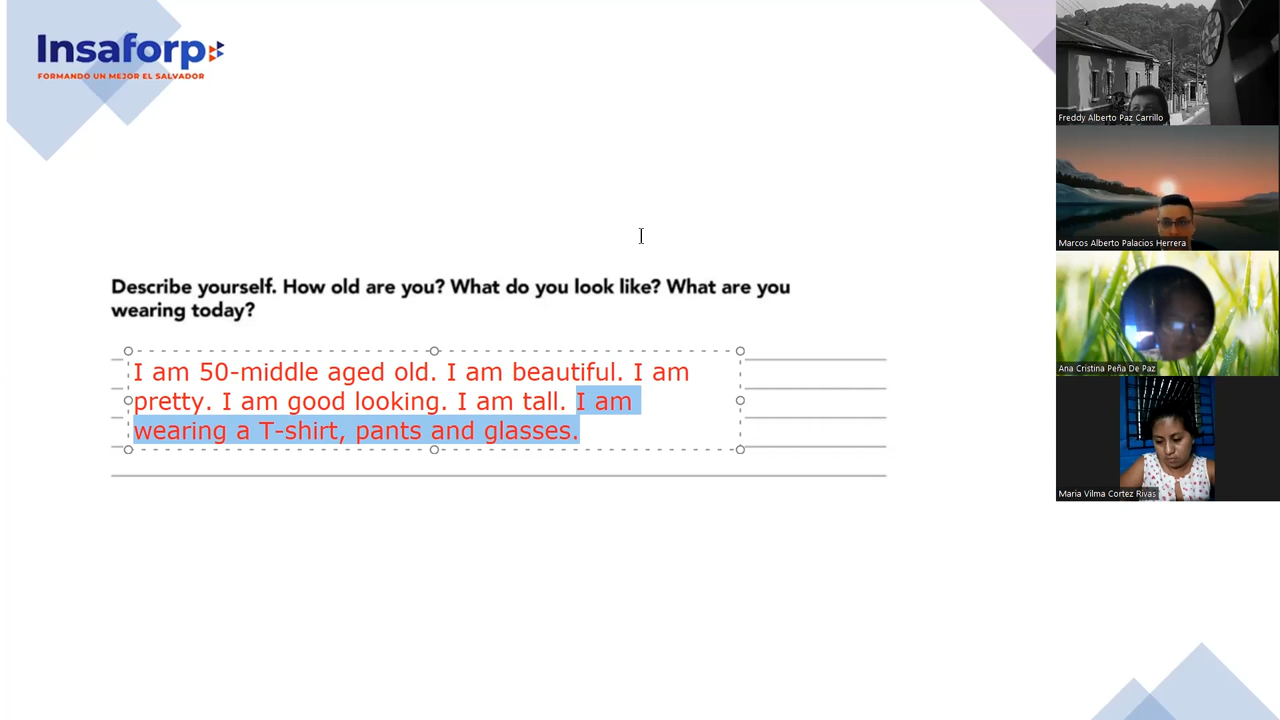 Insaforp
FORMANDO UN MEJOR EL SALVADOR
Describe yourself. How old are you? What do you look like? What are you
wearing today?
I am 50-middle aged old. I am beautiful. I am
pretty. I am good looking. I am tall. I am
wearing a T-shirt, pants and glasses.
Freddy Alberto Paz Carrillo
Marcos Alberto Palacios Herrera
Ana Cristina Peña De Paz
Maria Vilma Cortez Rivas